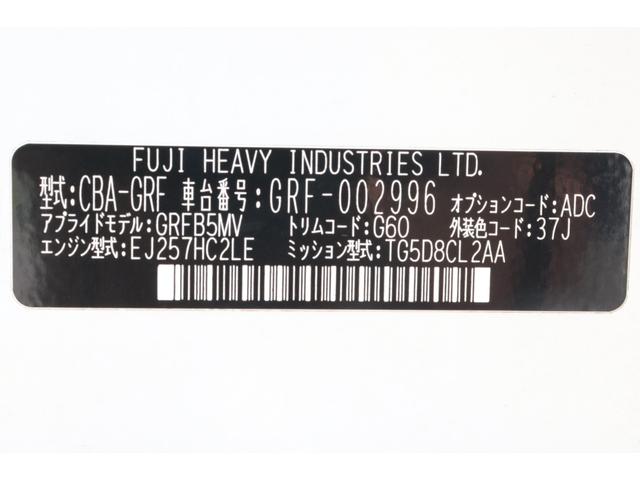 FUJI HEAVY INDUSTRIES LTD.
型式:CBA-GRF 車台番号:GRF-002996 オプションコード:ADC
アプライドモデル:GRFB5MV トリムコード:G60 外装色コード:37J
エンジン型式:EJ257HC2LE ミッション型式:TG5D8CL2AA